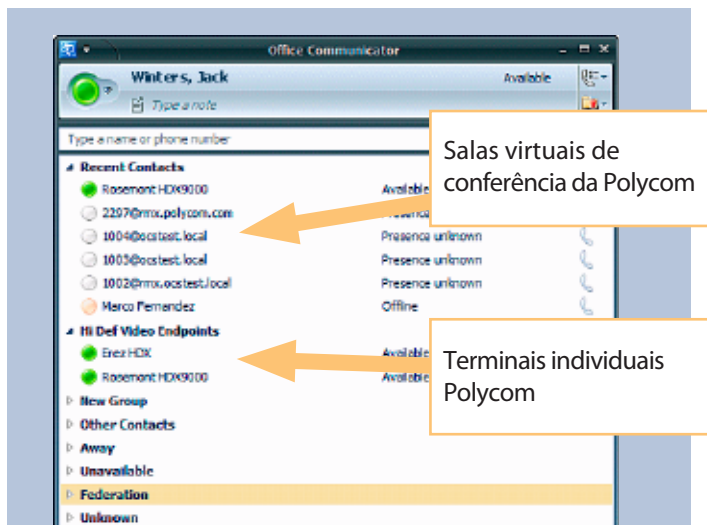 Office Communicator
Winters, Jack Available
Type a note
Type a name or phone number
Recent Contacts
Rosemont HDX9000 Available
2297@rmx.polycom.com Presence
1004@ocstest.local Presence unknown
1003@ocstest.local Presence unknown
1002@rmx.ocstest.local Presence unknown
Marco Fernandez Offline
Hi Def Video Endpoints
Erez HDX Available
Rosemont HDX9000 Available
New Group
Other Contacts
Away
Unavailable
Federation
Unknown
Salas virtuais de
conferência da Polycom
Terminais individuais
Polycom